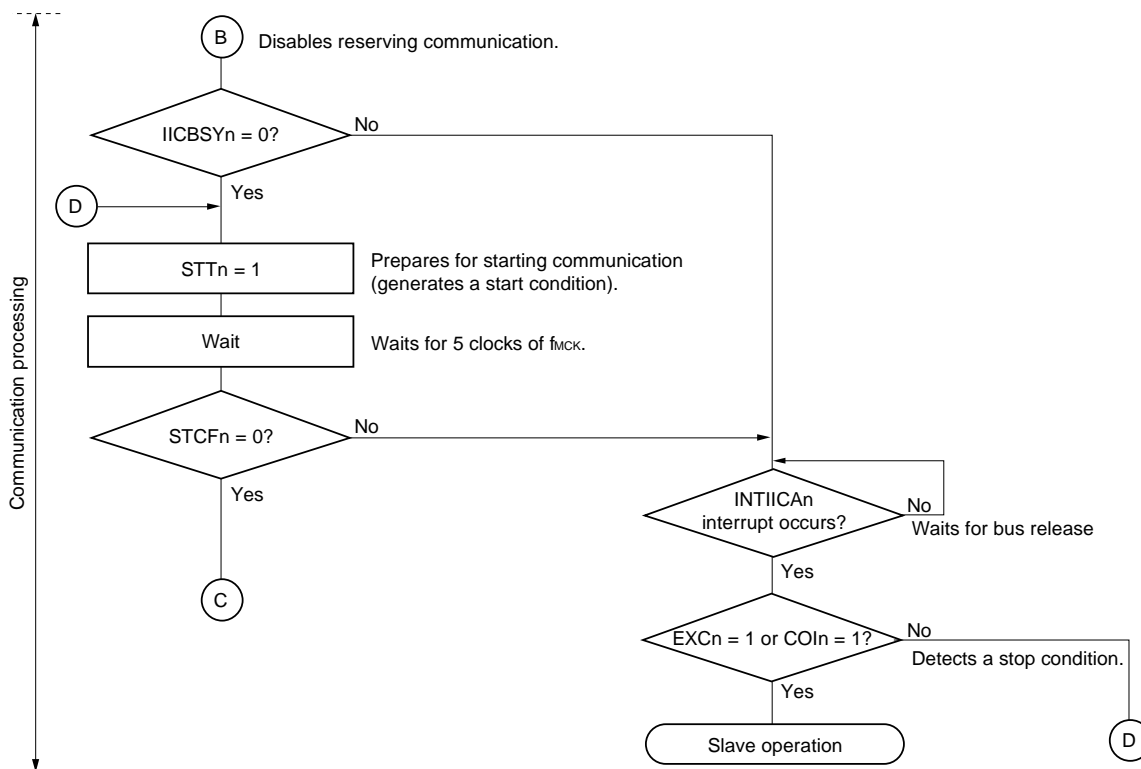 B
Disables reserving communication.
IICBSYn = 0?
No
Yes
D
STTn = 1
Prepares for starting communication
(generates a start condition).
Wait
Waits for 5 clocks of fMCK.
STCFn = 0?
No
Yes
C
INTIICAn
interrupt occurs?
No
Waits for bus release
Yes
EXCn = 1 or COIn = 1?
No
Detects a stop condition.
Yes
Slave operation
D
Communication processing